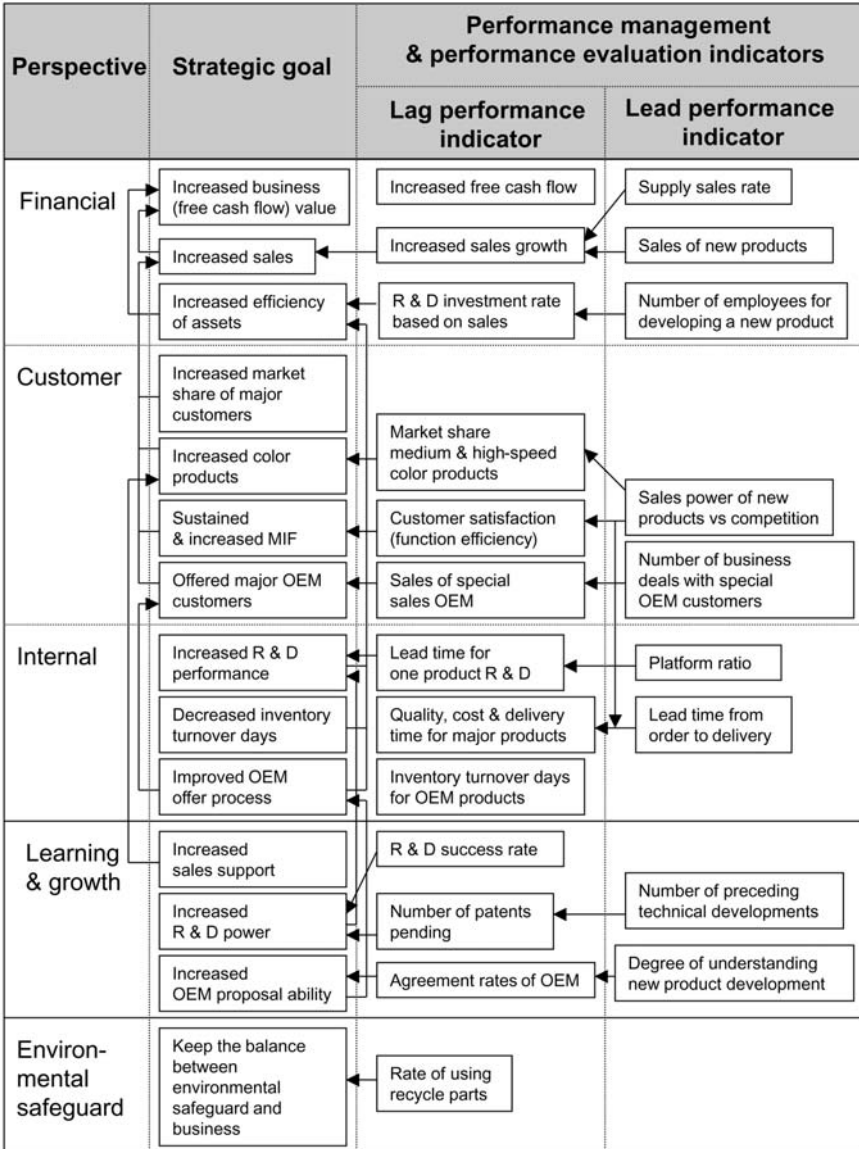 Perspective
Strategic goal
Performance management
& performance evaluation indicators
Lag performance
indicator
Lead performance
indicator
Financial
Increased business
(free cash flow) value
Increased free cash flow
Supply sales rate
Increased sales
Increased sales growth
Sales of new products
Increased efficiency
of assets
R & D investment rate
based on sales
Number of employees for
developing a new product
Customer
Increased market
share of major
customers
Increased color
products
Market share
medium & high-speed
color products
Sales power of new
products vs competition
Sustained
& increased MIF
Customer satisfaction
(function efficiency)
Offered major OEM
customers
Sales of special
sales OEM
Number of business
deals with special
OEM customers
Internal
Increased R & D
performance
Lead time for
one product R & D
Platform ratio
Decreased inventory
turnover days
Quality, cost & delivery
time for major products
Lead time from
order to delivery
Improved OEM
offer process
Inventory turnover days
for OEM products
Learning
& growth
Increased
sales support
R & D success rate
Increased
R & D power
Number of patents
pending
Number of preceding
technical developments
Increased
OEM proposal ability
Agreement rates of OEM
Degree of understanding
new product development
Environ-
mental
safeguard
Keep the balance
between
environmental
safeguard and
business
Rate of using
recycle parts